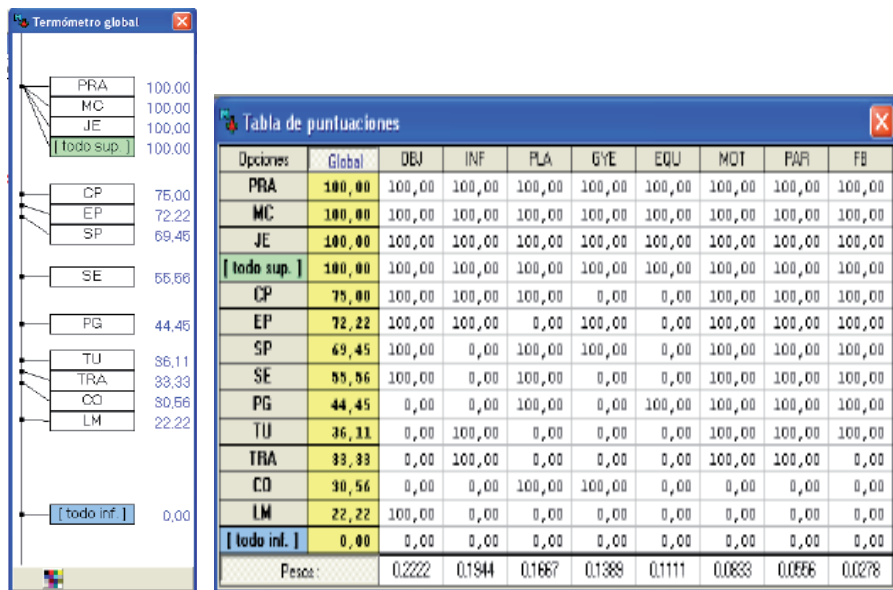 Termómetro global
PRA 100,00
MC 100,00
JE 100,00
[ todo sup. ] 100,00
CP 75,00
EP 72,22
SP 69,45
SE 55,56
PG 44,45
TU 36,11
TRA 33,33
CO 30,56
LM 22,22
[ todo inf. ] 0,00
Tabla de puntuaciones
Opciones Global OBJ INF PLA GYE EQU MOT PAR FB
PRA 100,00 100,00 100,00 100,00 100,00 100,00 100,00 100,00 100,00
MC 100,00 100,00 100,00 100,00 100,00 100,00 100,00 100,00 100,00
JE 100,00 100,00 100,00 100,00 100,00 100,00 100,00 100,00 100,00
[ todo sup. ] 100,00 100,00 100,00 100,00 100,00 100,00 100,00 100,00 100,00
CP 75,00 100,00 100,00 100,00 0,00 0,00 100,00 100,00 100,00
EP 72,22 100,00 100,00 0,00 100,00 0,00 100,00 100,00 100,00
SP 69,45 100,00 0,00 100,00 100,00 0,00 100,00 100,00 100,00
SE 55,56 100,00 0,00 100,00 0,00 0,00 100,00 100,00 100,00
PG 44,45 0,00 0,00 100,00 0,00 100,00 100,00 100,00 100,00
TU 36,11 0,00 100,00 0,00 0,00 0,00 100,00 100,00 100,00
TRA 33,33 0,00 100,00 0,00 0,00 0,00 100,00 100,00 0,00
CO 30,56 0,00 0,00 100,00 100,00 0,00 0,00 0,00 0,00
LM 22,22 100,00 0,00 0,00 0,00 0,00 0,00 0,00 0,00
[ todo inf. ] 0,00 0,00 0,00 0,00 0,00 0,00 0,00 0,00 0,00
Pesos : 0.2222 0.1944 0.1667 0.1389 0.1111 0.0833 0.0556 0.0278